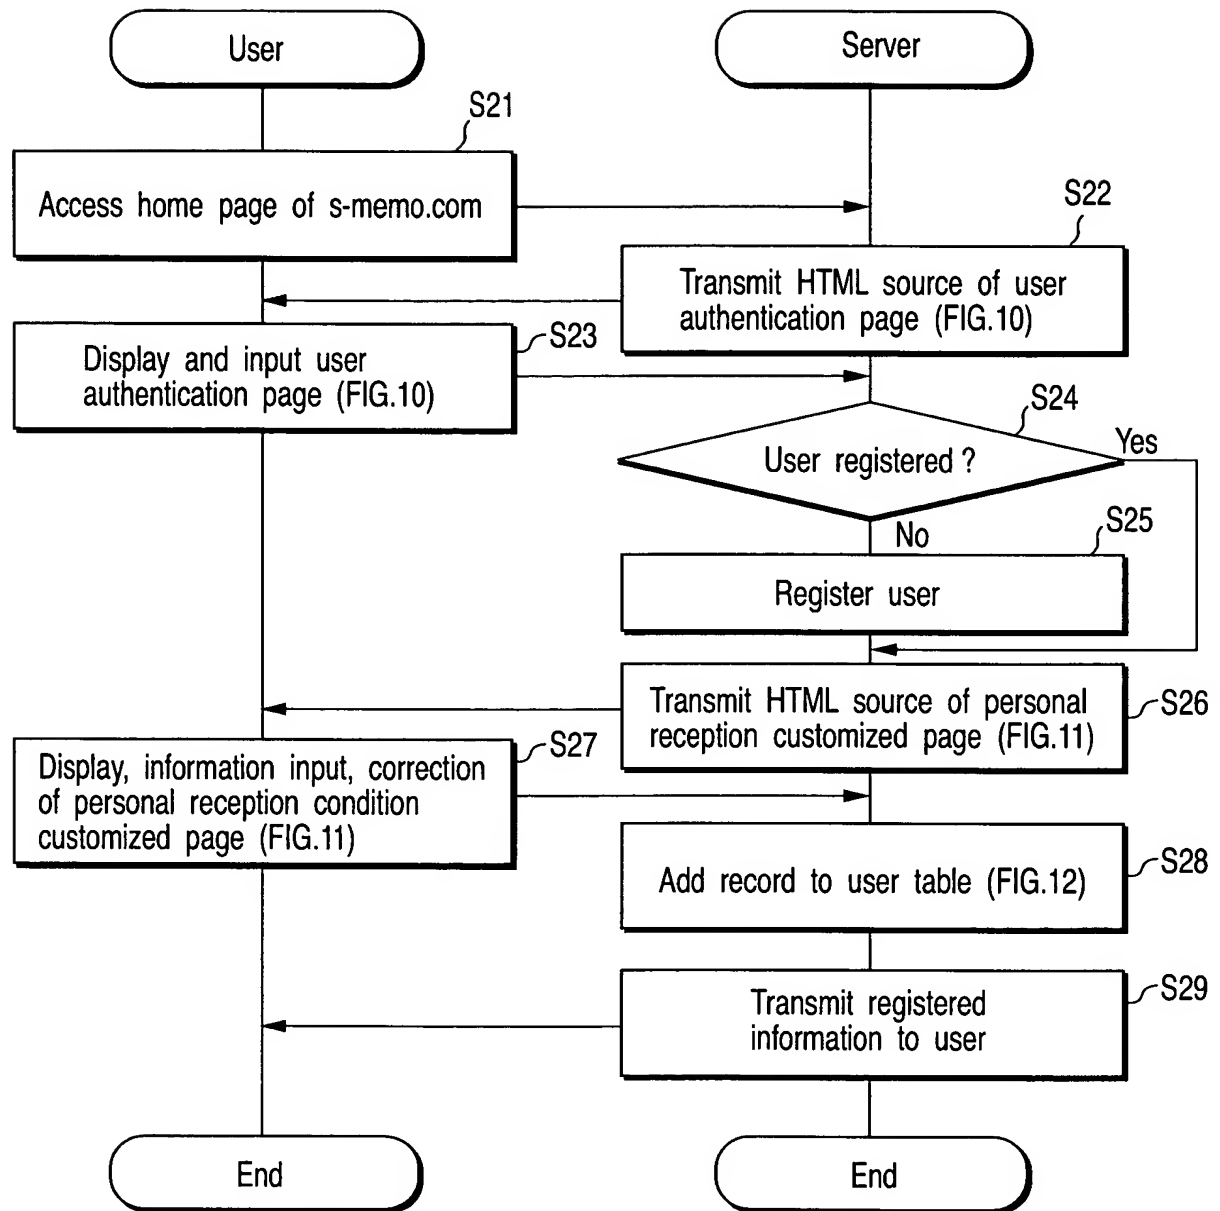 User
Server
S21
Access home page of s-memo.com
S22
Transmit HTML source of user
authentication page (FIG.10)
S23
Display and input user
authentication page (FIG.10)
S24
User registered ?
Yes
No
S25
Register user
Transmit HTML source of personal
reception customized page (FIG.11)
S26
S27
Display, information input, correction
of personal reception condition
customized page (FIG.11)
Add record to user table (FIG.12)
S28
Transmit registered
information to user
S29
End
End